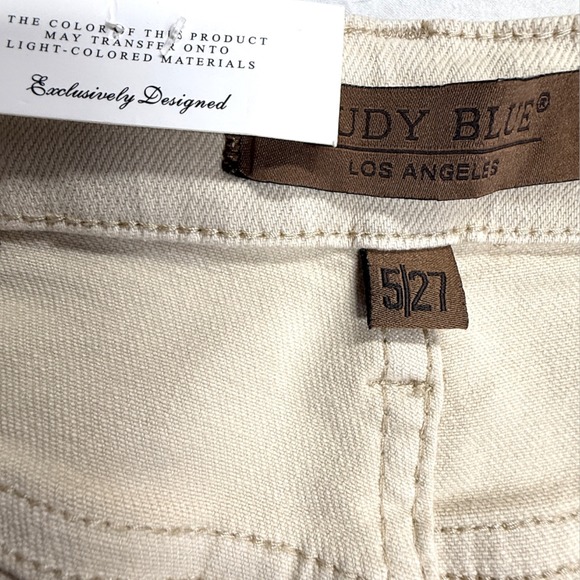 THE COLOR OF THIS PRODUCT
MAY TRANSFER ONTO
LIGHT-COLORED MATERIALS
Exclusively Designed
UDY BLUE®
LOS ANGELES
5|27